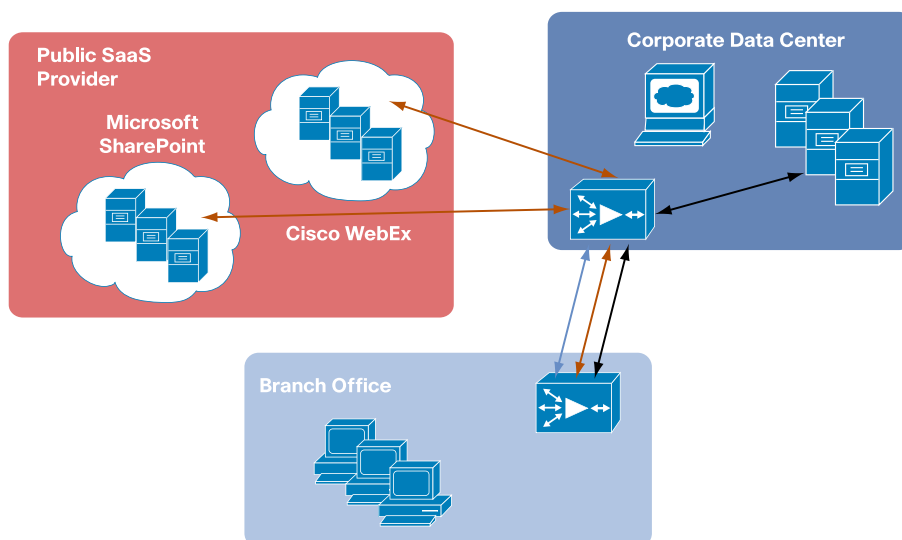 Public SaaS
Provider
Microsoft
SharePoint
Cisco WebEx
Corporate Data Center
Branch Office